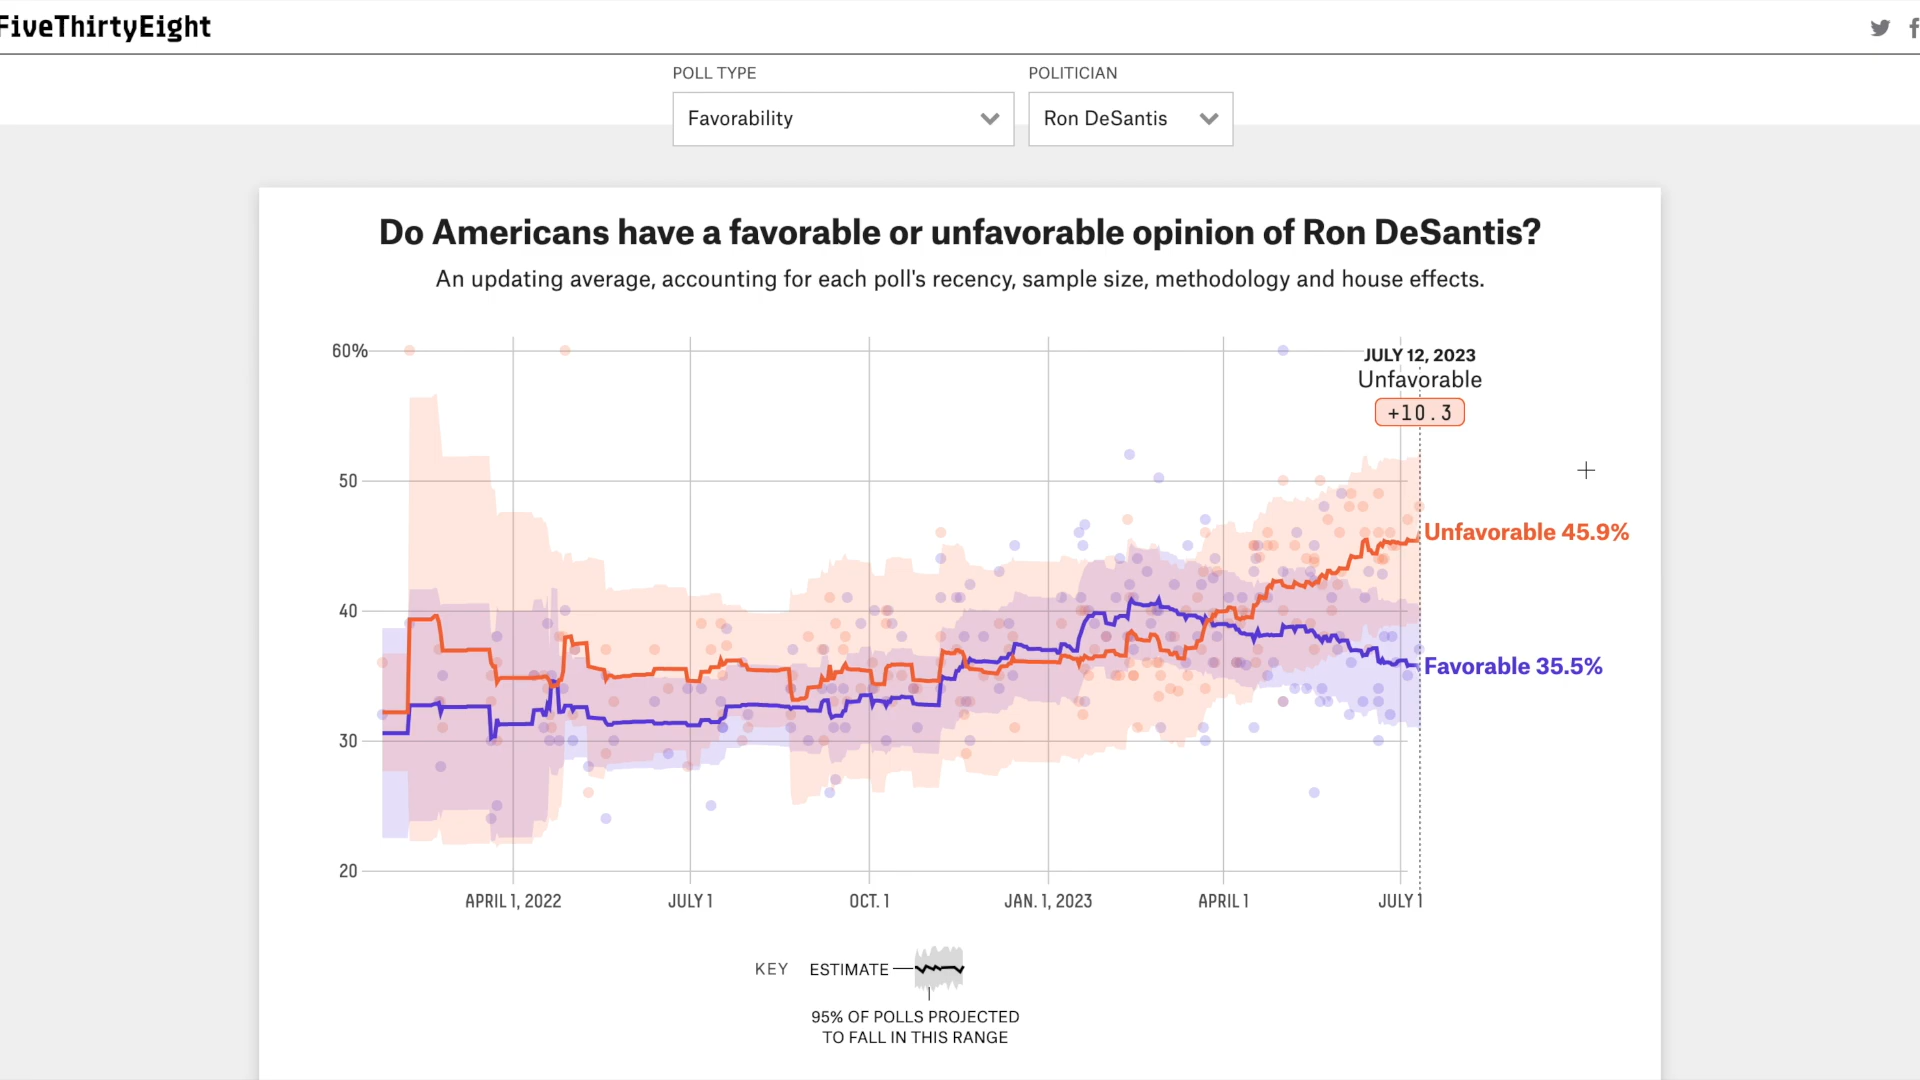 FiveThirtyEight
POLL TYPE
POLITICIAN
Favorability
Ron DeSantis
Do Americans have a favorable or unfavorable opinion of Ron DeSantis?
An updating average, accounting for each poll's recency, sample size, methodology and house effects.
60%
JULY 12, 2023
Unfavorable
+10.3
50
Unfavorable 45.9%
40
Favorable 35.5%
30
20
APRIL 1, 2022
JULY 1
OCT. 1
JAN. 1, 2023
APRIL 1
JULY 1
KEY
ESTIMATE
95% OF POLLS PROJECTED
TO FALL IN THIS RANGE